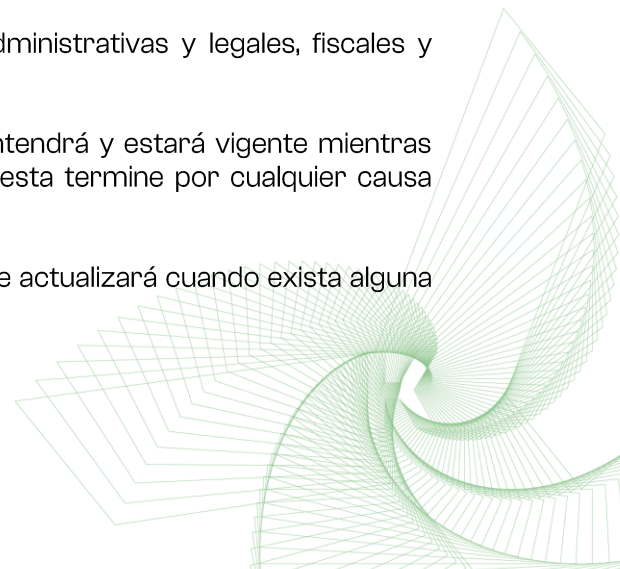 dministrativas y legales, fiscales y
ntendrá y estará vigente mientras
esta termine por cualquier causa
e actualizará cuando exista alguna